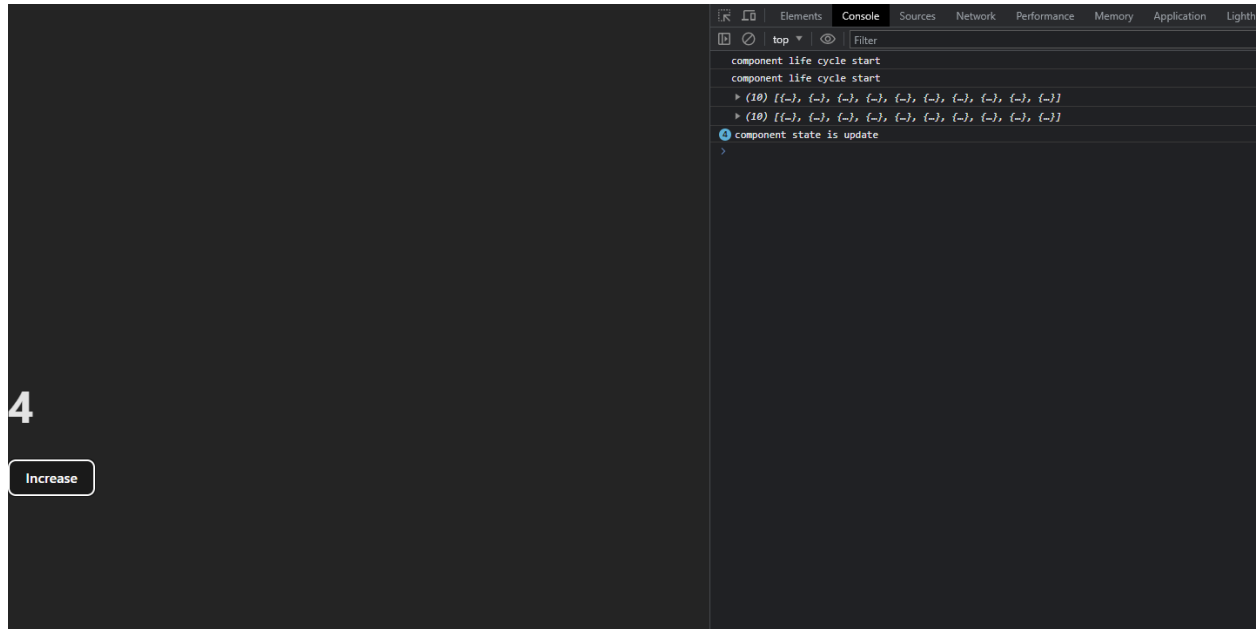 Elements Console Sources Network Performance Memory Application Lighth
top Filter
component life cycle start
component life cycle start
(10) [{…}, {…}, {…}, {…}, {…}, {…}, {…}, {…}, {…}, {…}]
(10) [{…}, {…}, {…}, {…}, {…}, {…}, {…}, {…}, {…}, {…}]
4 component state is update
4
Increase